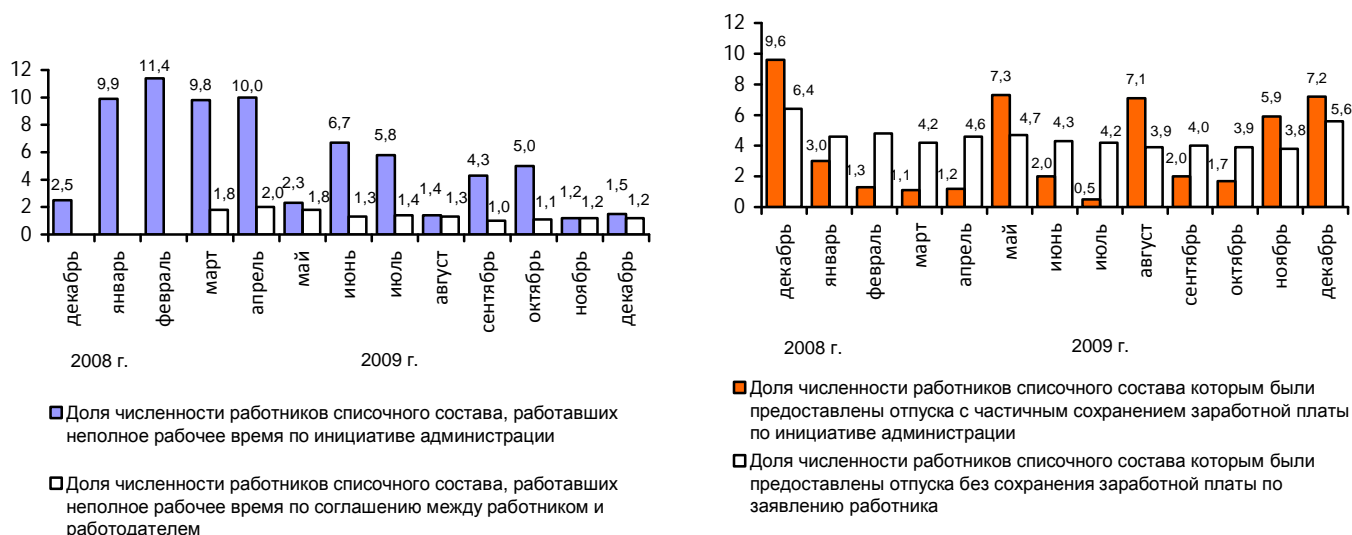 12
10
8
6
4
2
0
2,5
9,9
11,4
9,8
1,8
10,0
2,0
2,3
1,8
6,7
1,3
5,8
1,4
1,4
1,3
4,3
1,0
5,0
1,1
1,2
1,2
1,5
1,2
декабрь
январь
февраль
март
апрель
май
июнь
июль
август
сентябрь
октябрь
ноябрь
декабрь
2008 г.
2009 г.
Доля численности работников списочного состава, работавших
неполное рабочее время по инициативе администрации
Доля численности работников списочного состава, работавших
неполное рабочее время по соглашению между работником и
работодателем
12
10
8
6
4
2
0
9,6
6,4
3,0
1,3
1,1
4,2
1,2
4,6
7,3
4,7
2,0
4,3
0,5
4,2
7,1
3,9
2,0
4,0
1,7
3,9
5,9
3,8
7,2
5,6
декабрь
январь
февраль
март
апрель
май
июнь
июль
август
сентябрь
октябрь
ноябрь
декабрь
2008 г.
2009 г.
Доля численности работников списочного состава которым были
предоставлены отпуска с частичным сохранением заработной платы
по инициативе администрации
Доля численности работников списочного состава которым были
предоставлены отпуска без сохранения заработной платы по
заявлению работника